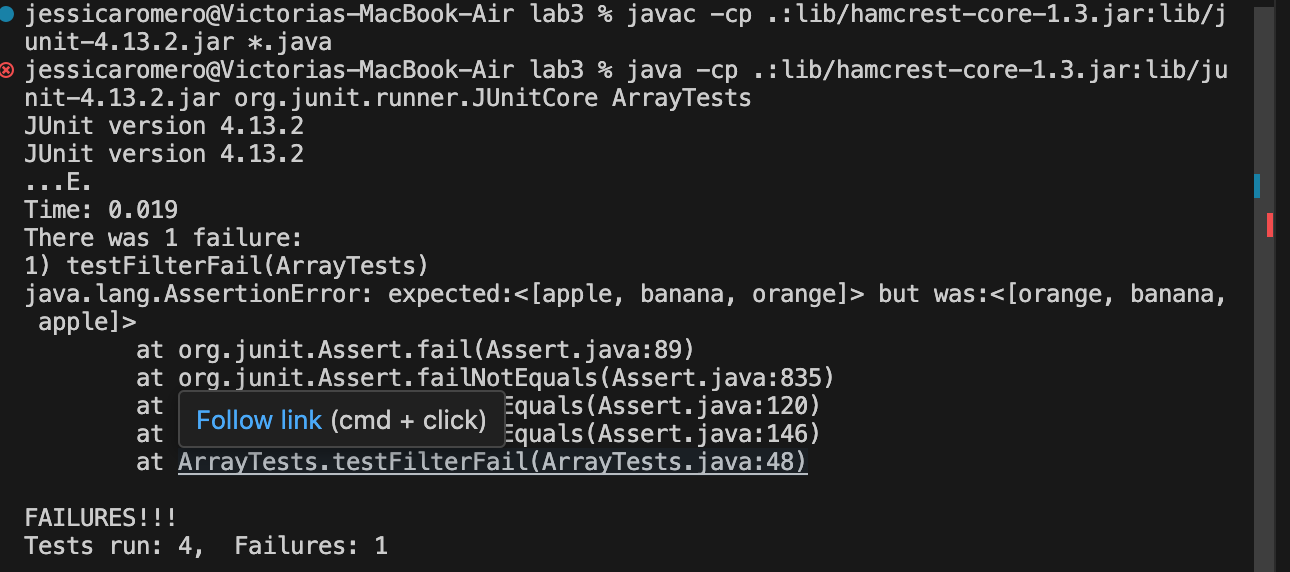 jessicaromero@Victorias-MacBook-Air lab3 % javac -cp .:lib/hamcrest-core-1.3.jar:lib/j
unit-4.13.2.jar *.java
jessicaromero@Victorias-MacBook-Air lab3 % java -cp .:lib/hamcrest-core-1.3.jar:lib/ju
nit-4.13.2.jar org.junit.runner.JUnitCore ArrayTests
JUnit version 4.13.2
JUnit version 4.13.2
...E.
Time: 0.019
There was 1 failure:
1) testFilterFail(ArrayTests)
java.lang.AssertionError: expected:<[apple, banana, orange]> but was:<[orange, banana,
 apple]>
        at org.junit.Assert.fail(Assert.java:89)
        at org.junit.Assert.failNotEquals(Assert.java:835)
        at Equals(Assert.java:120)
Follow link (cmd + click)
        at Equals(Assert.java:146)
        at ArrayTests.testFilterFail(ArrayTests.java:48)
FAILURES!!!
Tests run: 4,  Failures: 1